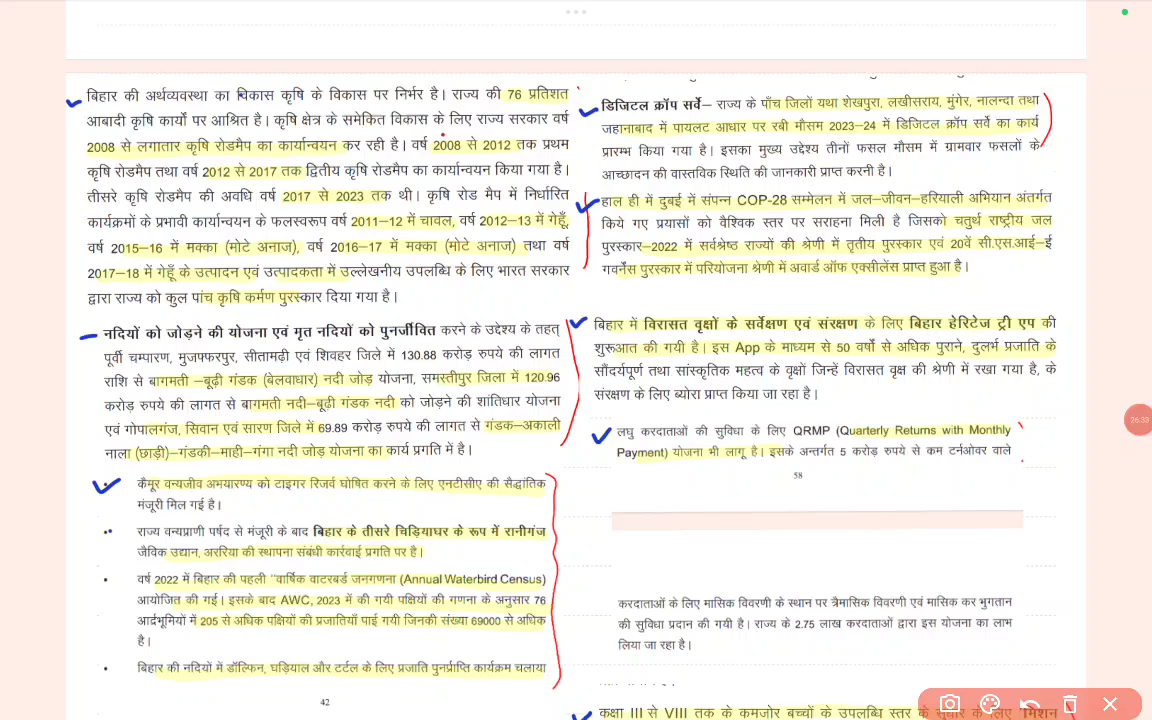 बिहार की अर्थव्यवस्था का विकास कृषि के विकास पर निर्भर है। राज्य की 76 प्रतिशत
आबादी कृषि कार्यों पर आश्रित है। कृषि क्षेत्र के समेकित विकास के लिए राज्य सरकार वर्ष
2008 से लगातार कृषि रोडमैप का कार्यान्वयन कर रही है। वर्ष 2008 से 2012 तक प्रथम
कृषि रोडमैप तथा वर्ष 2012 से 2017 तक द्वितीय कृषि रोडमैप का कार्यान्वयन किया गया है।
तीसरे कृषि रोडमैप की अवधि वर्ष 2017 से 2023 तक थी। कृषि रोड मैप में निर्धारित
कार्यक्रमों के प्रभावी कार्यान्वयन के फलस्वरूप वर्ष 2011–12 में चावल, वर्ष 2012–13 में गेहूँ,
वर्ष 2015–16 में मक्का (मोटे अनाज), वर्ष 2016–17 में मक्का (मोटे अनाज) तथा वर्ष
2017–18 में गेहूँ के उत्पादन एवं उत्पादकता में उल्लेखनीय उपलब्धि के लिए भारत सरकार
द्वारा राज्य को कुल पांच कृषि कर्मण पुरस्कार दिया गया है।
नदियों को जोड़ने की योजना एवं मृत नदियों को पुनर्जीवित करने के उद्देश्य के तहत्
पूर्वी चम्पारण, मुजफ्फरपुर, सीतामढ़ी एवं शिवहर जिले में 130.88 करोड़ रुपये की लागत
राशि से बागमती –बूढ़ी गंडक (बेलवाधार) नदी जोड़ योजना, समस्तीपुर जिला में 120.96
करोड़ रुपये की लागत से बागमती नदी–बूढ़ी गंडक नदी को जोड़ने की शांतिधार योजना
एवं गोपालगंज, सिवान एवं सारण जिले में 69.89 करोड़ रुपये की लागत से गंडक–अकाली
नाला (छाड़ी)–गंडकी–माही–गंगा नदी जोड़ योजना का कार्य प्रगति में है।
• कैमूर वन्यजीव अभयारण्य को टाइगर रिजर्व घोषित करने के लिए एनटीसीए की सैद्धांतिक
मंजूरी मिल गई है।
• राज्य वन्यप्राणी पर्षद से मंजूरी के बाद बिहार के तीसरे चिड़ियाघर के रूप में रानीगंज
जैविक उद्यान, अररिया की स्थापना संबंधी कार्रवाई प्रगति पर है।
• वर्ष 2022 में बिहार की पहली "वार्षिक वाटरबर्ड जनगणना (Annual Waterbird Census)
आयोजित की गई। इसके बाद AWC, 2023 में की गयी पक्षियों की गणना के अनुसार 76
आर्द्रभूमियों में 205 से अधिक पक्षियों की प्रजातियाँ पाई गयी जिनकी संख्या 69000 से अधिक
है।
• बिहार की नदियों में डॉल्फिन, घड़ियाल और टर्टल के लिए प्रजाति पुनर्प्राप्ति कार्यक्रम चलाया
42
डिजिटल क्रॉप सर्वे– राज्य के पाँच जिलों यथा शेखपुरा, लखीसराय, मुंगेर, नालन्दा तथा
जहानाबाद में पायलट आधार पर रबी मौसम 2023–24 में डिजिटल क्रॉप सर्वे का कार्य
प्रारम्भ किया गया है। इसका मुख्य उद्देश्य तीनों फसल मौसम में ग्रामवार फसलों के
आच्छादन की वास्तविक स्थिति की जानकारी प्राप्त करनी है।
हाल ही में दुबई में संपन्न COP-28 सम्मेलन में जल–जीवन–हरियाली अभियान अंतर्गत
किये गए प्रयासों को वैश्विक स्तर पर सराहना मिली है जिसको चतुर्थ राष्ट्रीय जल
पुरस्कार–2022 में सर्वश्रेष्ठ राज्यों की श्रेणी में तृतीय पुरस्कार एवं 20वें सी.एस.आई–ई
गवर्नेंस पुरस्कार में परियोजना श्रेणी में अवार्ड ऑफ एक्सीलेंस प्राप्त हुआ है।
बिहार में विरासत वृक्षों के सर्वेक्षण एवं संरक्षण के लिए बिहार हेरिटेज ट्री एप की
शुरूआत की गयी है। इस App के माध्यम से 50 वर्षों से अधिक पुराने, दुलर्भ प्रजाति के
सौंदर्यपूर्ण तथा सांस्कृतिक महत्व के वृक्षों जिन्हें विरासत वृक्ष की श्रेणी में रखा गया है, के
संरक्षण के लिए ब्योरा प्राप्त किया जा रहा है।
लघु करदाताओं की सुविधा के लिए QRMP (Quarterly Returns with Monthly
Payment) योजना भी लागू है। इसके अन्तर्गत 5 करोड़ रुपये से कम टर्नओवर वाले
58
करदाताओं के लिए मासिक विवरणी के स्थान पर त्रैमासिक विवरणी एवं मासिक कर भुगतान
की सुविधा प्रदान की गयी है। राज्य के 2.75 लाख करदाताओं द्वारा इस योजना का लाभ
लिया जा रहा है।
कक्षा III से VIII तक के कमजोर बच्चों के उपलब्धि स्तर के सुधार के लिए 'मिशन
26:33